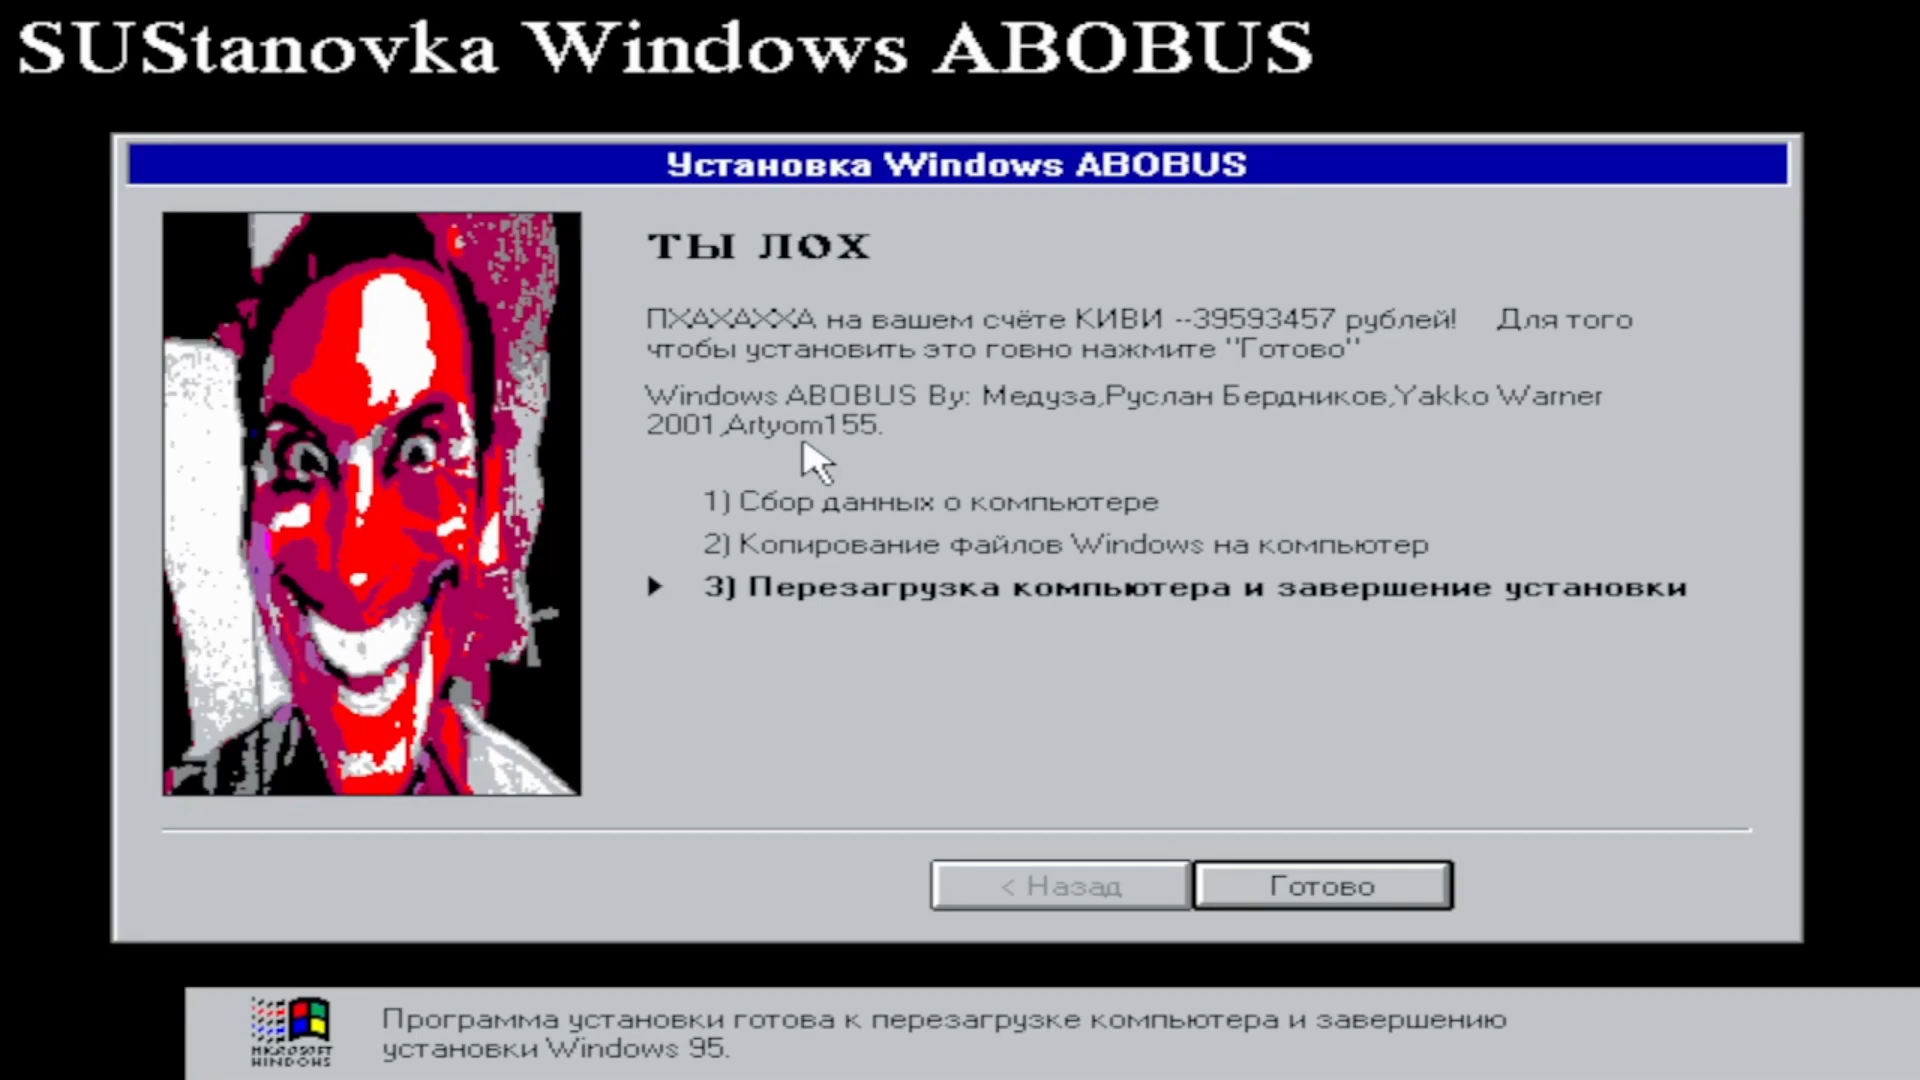 SUStanovka Windows ABOBUS
Установка Windows ABOBUS
ТЫ ЛОХ
ПХАХАХХА на вашем счёте КИВИ --39593457 рублей! Для того
чтобы установить это говно нажмите "Готово"
Windows ABOBUS By: Медуза,Руслан Бердников,Yakko Warner
2001,Artyom155.
1) Сбор данных о компьютере
2) Копирование файлов Windows на компьютер
3) Перезагрузка компьютера и завершение установки
< Назад
Готово
Программа установки готова к перезагрузке компьютера и завершению
установки Windows 95.
MICROSOFT
WINDOWS